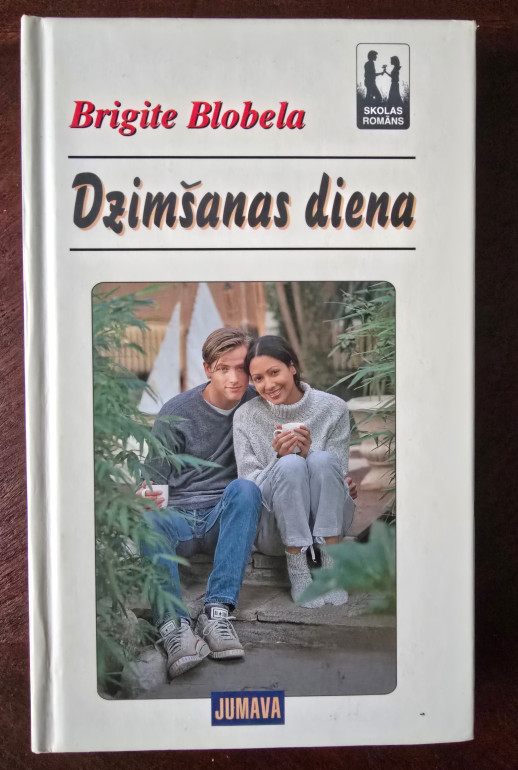 SKOLAS
ROMĀNS
Brigite Blobela
Dzimšanas diena
JUMAVA